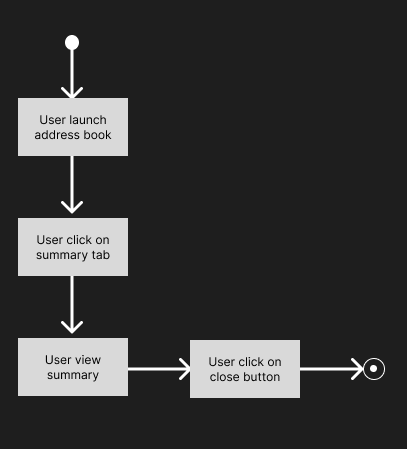 User launch
address book
User click on
summary tab
User view
summary
User click on
close button